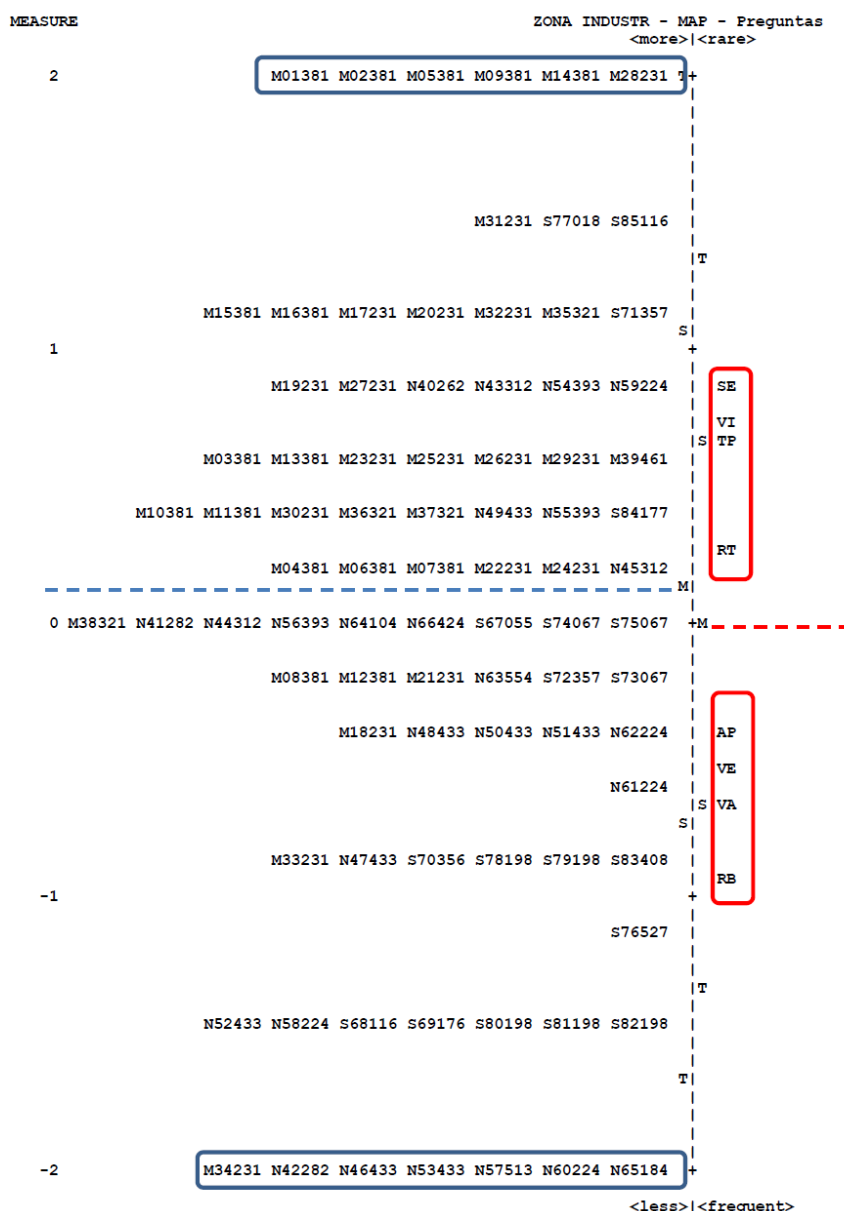 MEASURE ZONA INDUSTR - MAP - Preguntas
<more>|<rare>
2 M01381 M02381 M05381 M09381 M14381 M28231 T+
M31231 S77018 S85116
|T
M15381 M16381 M17231 M20231 M32231 M35321 S71357
S|
1 +
M19231 M27231 N40262 N43312 N54393 N59224 | SE
VI
|S TP
M03381 M13381 M23231 M25231 M26231 M29231 M39461
M10381 M11381 M30231 M36321 M37321 N49433 N55393 S84177
RT
M04381 M06381 M07381 M22231 M24231 N45312
M|
0 M38321 N41282 N44312 N56393 N64104 N66424 S67055 S74067 S75067 +M
M08381 M12381 M21231 N63554 S72357 S73067
M18231 N48433 N50433 N51433 N62224 | AP
VE
N61224
|S VA
S|
M33231 N47433 S70356 S78198 S79198 S83408
RB
-1 +
S76527
|T
N52433 N58224 S68116 S69176 S80198 S81198 S82198
T|
-2 M34231 N42282 N46433 N53433 N57513 N60224 N65184 +
<less>|<frequent>